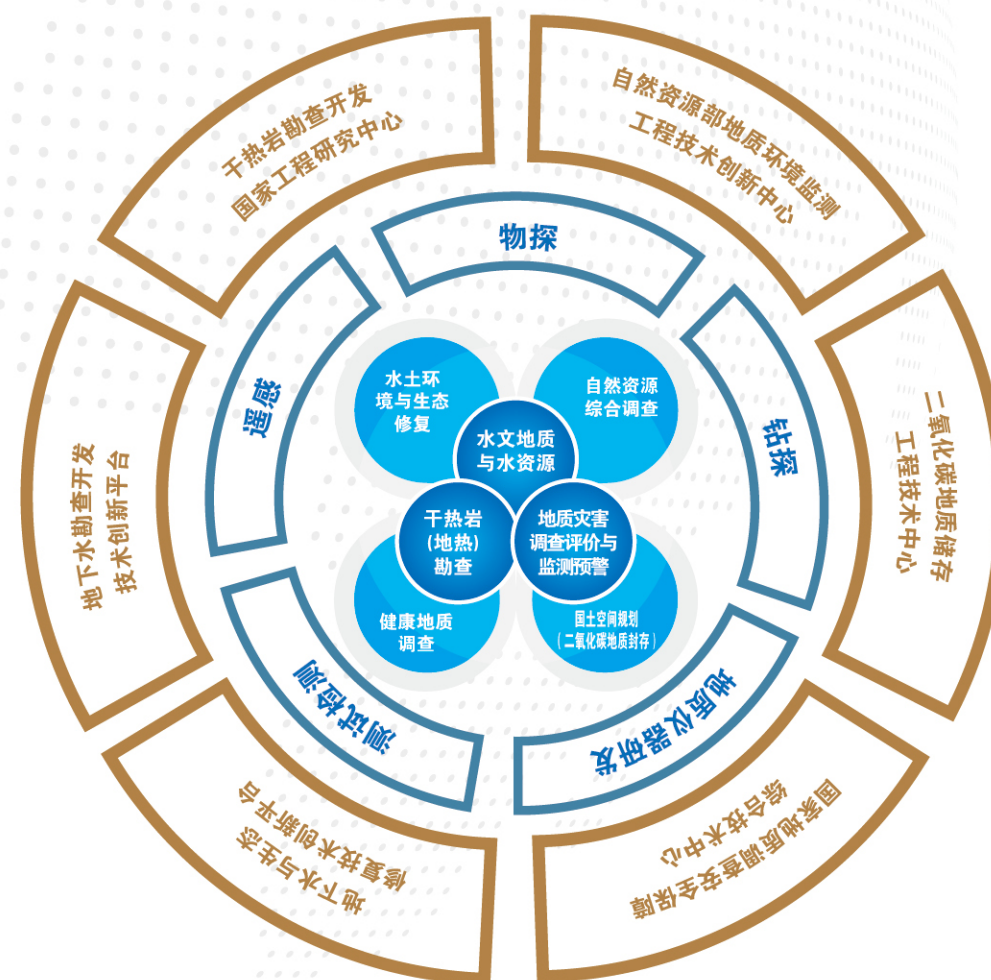 干热岩勘查开发
国家工程研究中心
自然资源部地质环境监测
工程技术创新中心
二氧化碳地质储存
工程技术中心
国家地质调查安全保障
综合技术中心
地下水与生态
修复技术创新平台
地下水勘查开发
技术创新平台
物探
钻探
地质仪器研发
测试检测
遥感
水土环
境与生态
修复
自然资源
综合调查
水文地质
与水资源
干热岩
(地热)
勘查
地质灾害
调查评价与
监测预警
健康地质
调查
国土空间规划
(二氧化碳地质封存)